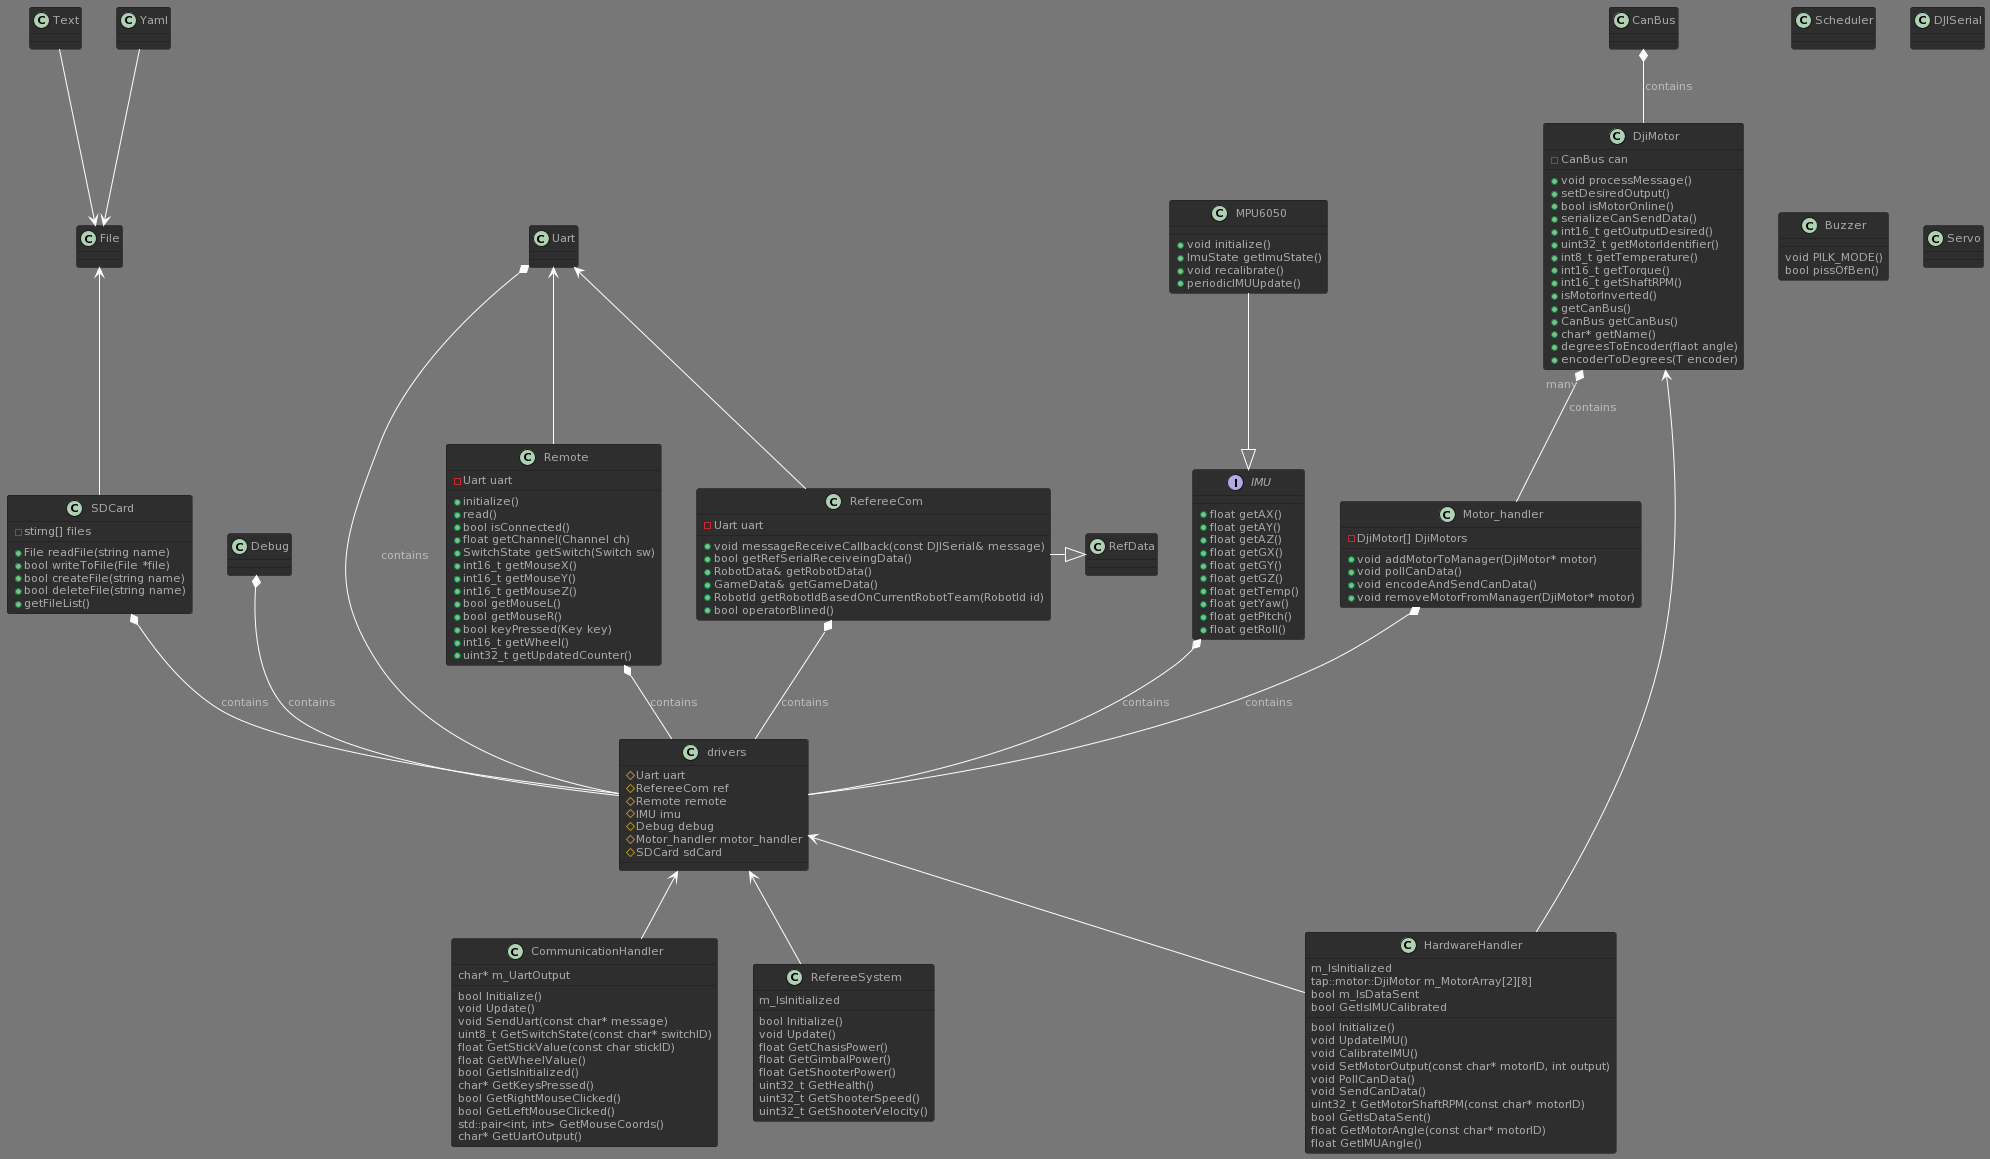 C Text
C Yaml
C CanBus
C Scheduler
C DJISerial
contains
C DjiMotor
CanBus can
void processMessage()
setDesiredOutput()
bool isMotorOnline()
serializeCanSendData()
int16_t getOutputDesired()
uint32_t getMotorIdentifier()
int8_t getTemperature()
int16_t getTorque()
int16_t getShaftRPM()
isMotorInverted()
getCanBus()
CanBus getCanBus()
char* getName()
degreesToEncoder(flaot angle)
encoderToDegrees(T encoder)
C File
C Uart
C MPU6050
void initialize()
ImuState getImuState()
void recalibrate()
periodicIMUUpdate()
C Buzzer
void PILK_MODE()
bool pissOfBen()
C Servo
many
contains
C SDCard
stirng[] files
File readFile(string name)
bool writeToFile(File *file)
bool createFile(string name)
bool deleteFile(string name)
getFileList()
C Debug
contains
C Remote
Uart uart
initialize()
read()
bool isConnected()
float getChannel(Channel ch)
SwitchState getSwitch(Switch sw)
int16_t getMouseX()
int16_t getMouseY()
int16_t getMouseZ()
bool getMouseL()
bool getMouseR()
bool keyPressed(Key key)
int16_t getWheel()
uint32_t getUpdatedCounter()
C RefereeCom
Uart uart
void messageReceiveCallback(const DJISerial& message)
bool getRefSerialReceiveingData()
RobotData& getRobotData()
GameData& getGameData()
RobotId getRobotIdBasedOnCurrentRobotTeam(RobotId id)
bool operatorBlined()
C RefData
I IMU
float getAX()
float getAY()
float getAZ()
float getGX()
float getGY()
float getGZ()
float getTemp()
float getYaw()
float getPitch()
float getRoll()
C Motor_handler
DjiMotor[] DjiMotors
void addMotorToManager(DjiMotor* motor)
void pollCanData()
void encodeAndSendCanData()
void removeMotorFromManager(DjiMotor* motor)
contains
contains
contains
contains
contains
contains
C drivers
Uart uart
RefereeCom ref
Remote remote
IMU imu
Debug debug
Motor_handler motor_handler
SDCard sdCard
C CommunicationHandler
char* m_UartOutput
bool Initialize()
void Update()
void SendUart(const char* message)
uint8_t GetSwitchState(const char* switchID)
float GetStickValue(const char stickID)
float GetWheelValue()
bool GetIsInitialized()
char* GetKeysPressed()
bool GetRightMouseClicked()
bool GetLeftMouseClicked()
std::pair<int, int> GetMouseCoords()
char* GetUartOutput()
C RefereeSystem
m_IsInitialized
bool Initialize()
void Update()
float GetChasisPower()
float GetGimbalPower()
float GetShooterPower()
uint32_t GetHealth()
uint32_t GetShooterSpeed()
uint32_t GetShooterVelocity()
C HardwareHandler
m_IsInitialized
tap::motor::DjiMotor m_MotorArray[2][8]
bool m_IsDataSent
bool GetIsIMUCalibrated
bool Initialize()
void UpdateIMU()
void CalibrateIMU()
void SetMotorOutput(const char* motorID, int output)
void PollCanData()
void SendCanData()
uint32_t GetMotorShaftRPM(const char* motorID)
bool GetIsDataSent()
float GetMotorAngle(const char* motorID)
float GetIMUAngle()